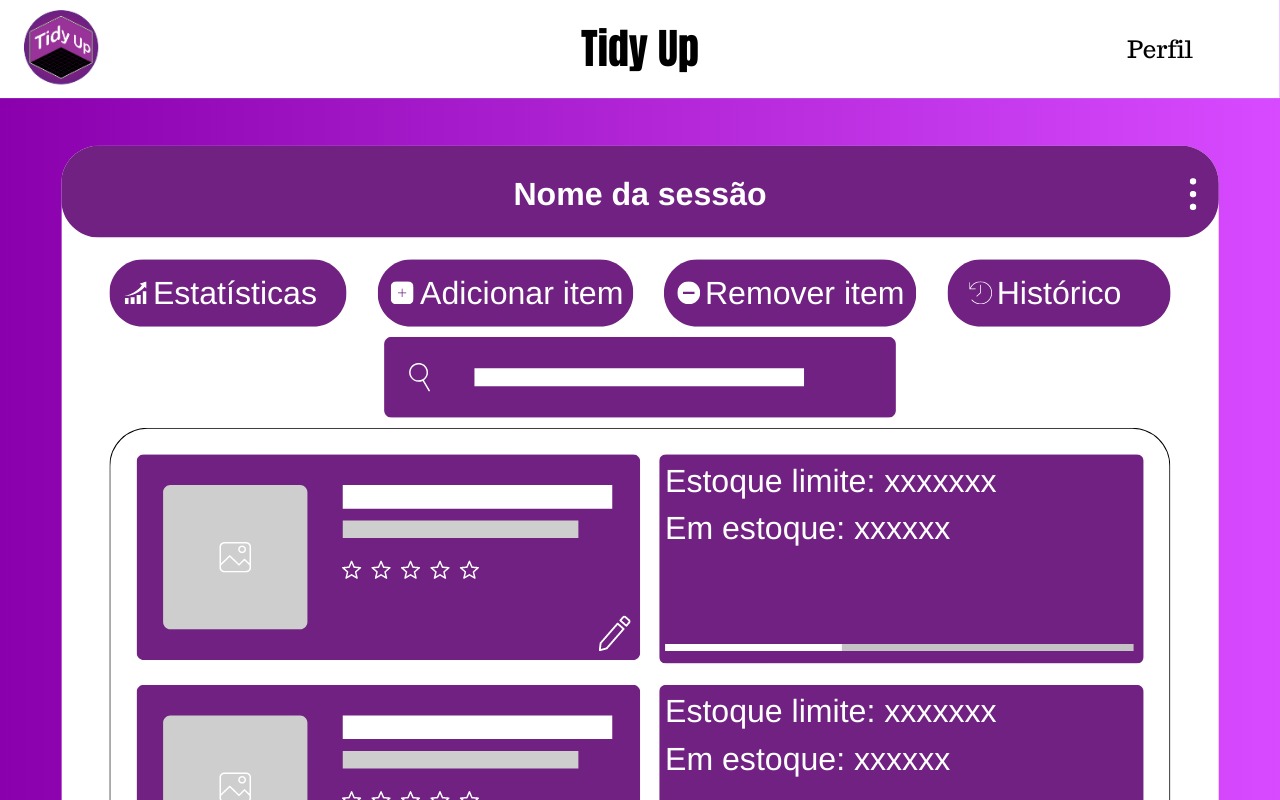 Tidy Up
Tidy Up
Perfil
Nome da sessão
Estatísticas
Adicionar item
Remover item
Histórico
Estoque limite: xxxxxxx
Em estoque: xxxxxx
Estoque limite: xxxxxxx
Em estoque: xxxxxx